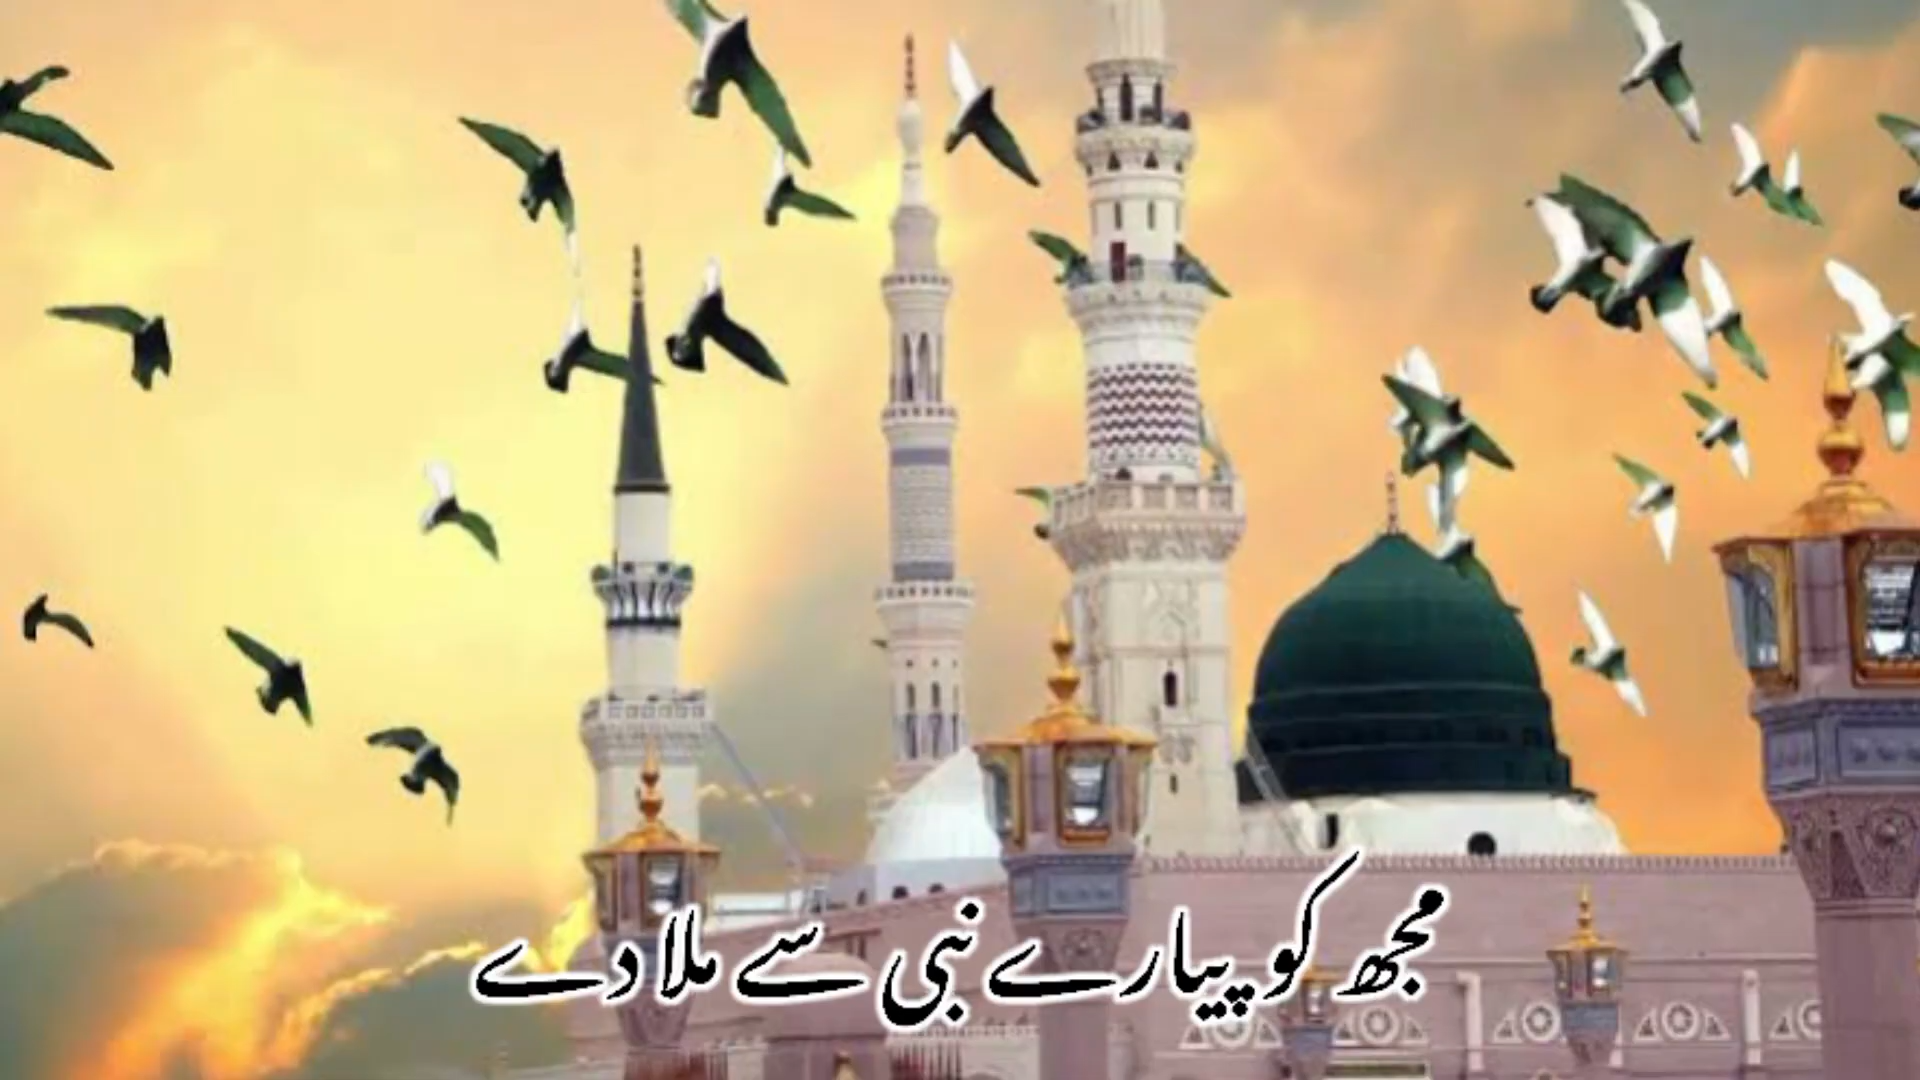 مجھ کو پیارے نبی سے ملا دے